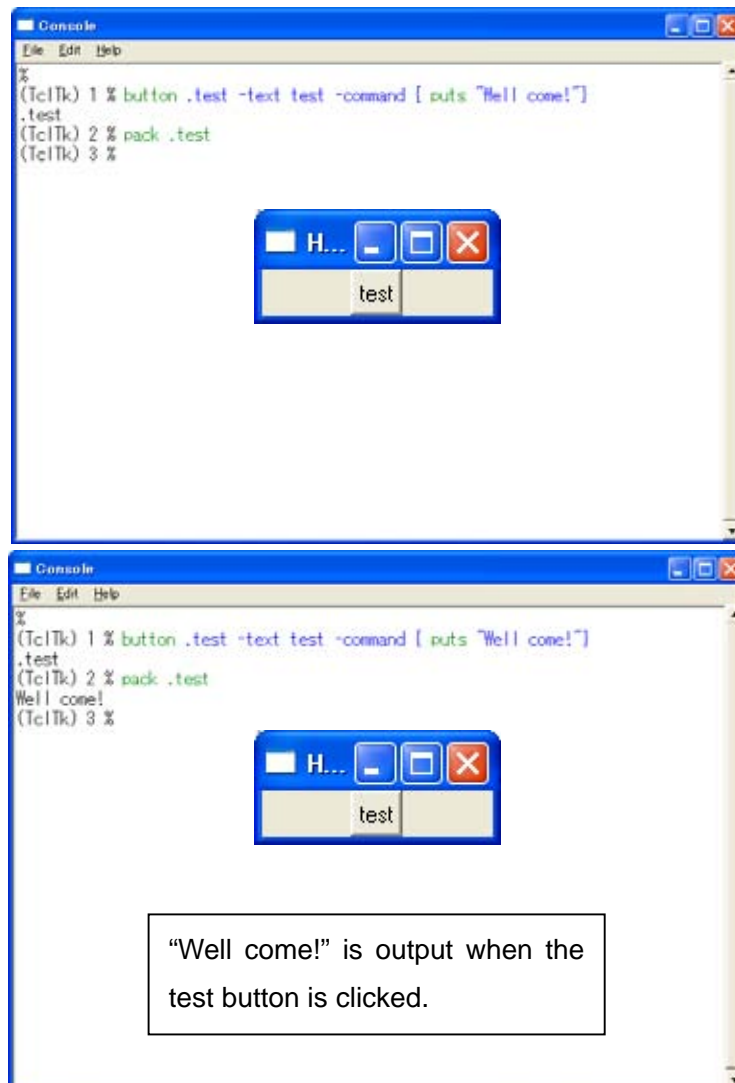 Console
File Edit Help
%
(TclTk) 1 % button .test -text test -command [ puts "Well come!"]
.test
(TclTk) 2 % pack .test
(TclTk) 3 %
H...
test
Console
File Edit Help
%
(TclTk) 1 % button .test -text test -command [ puts "Well come!"]
.test
(TclTk) 2 % pack .test
Well come!
(TclTk) 3 %
H...
test
“Well come!” is output when the
test button is clicked.